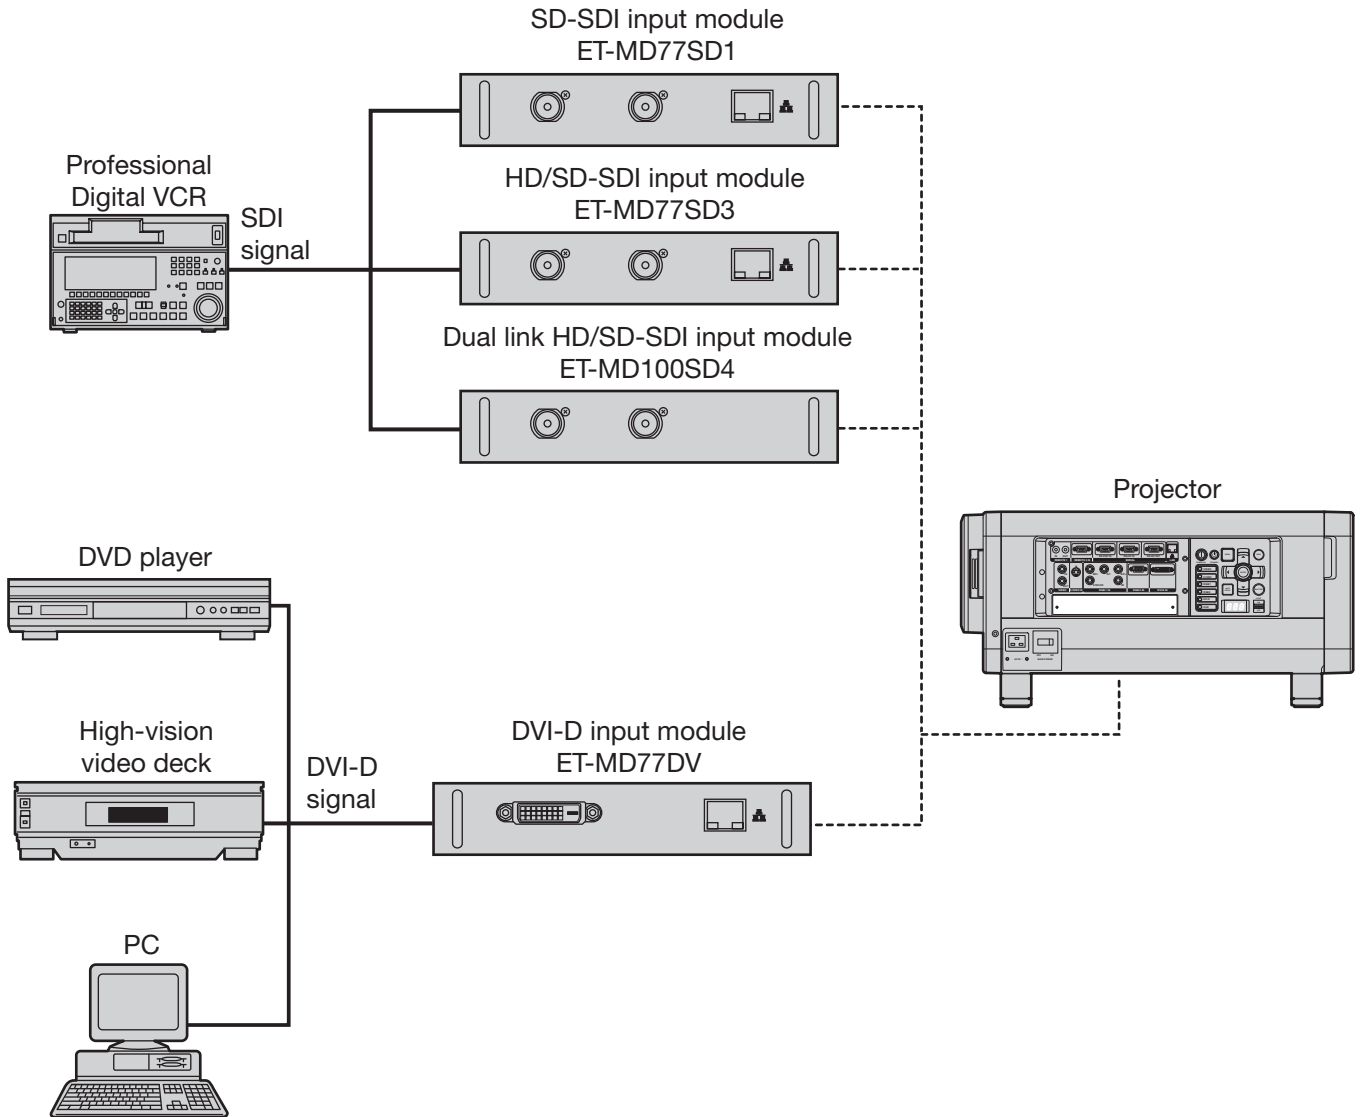 SD-SDI input module
ET-MD77SD1
Professional
Digital VCR
SDI
signal
HD/SD-SDI input module
ET-MD77SD3
Dual link HD/SD-SDI input module
ET-MD100SD4
Projector
DVD player
High-vision
video deck
DVI-D
signal
DVI-D input module
ET-MD77DV
PC